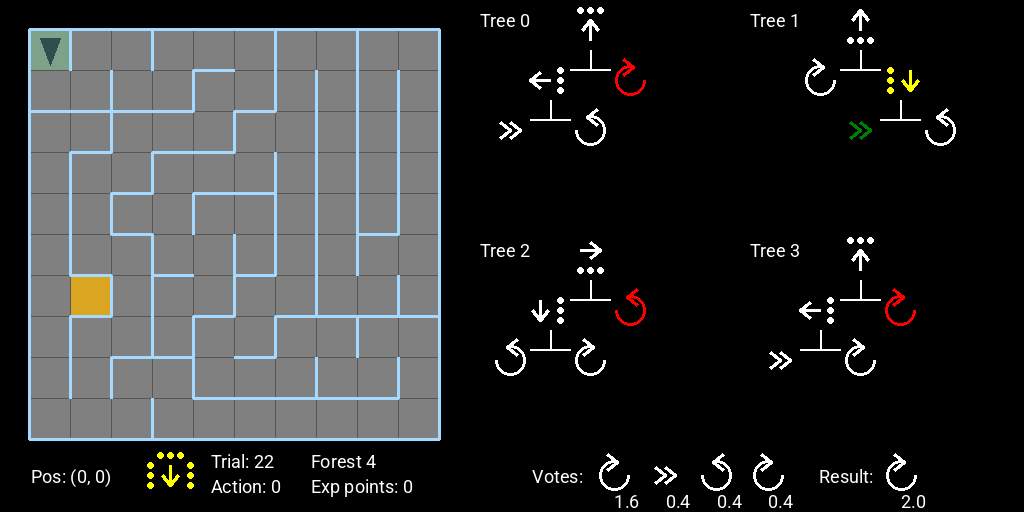 Tree 0
Tree 1
Tree 2
Tree 3
Pos: (0, 0)
Trial: 22
Forest 4
Action: 0
Exp points: 0
Votes:
Result:
1.6
0.4
0.4
0.4
2.0